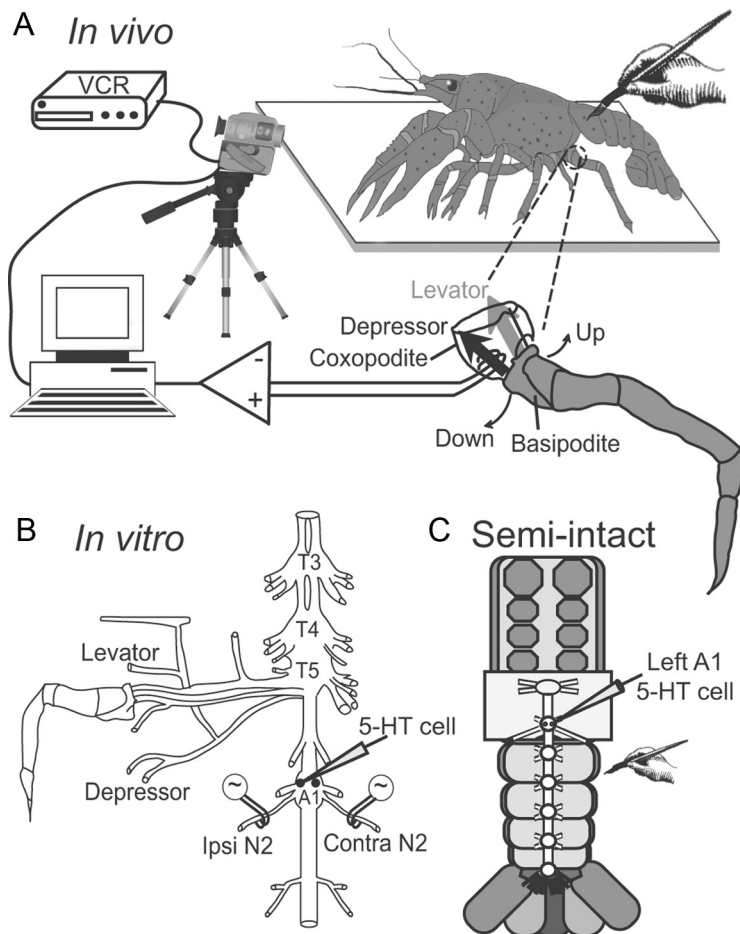 A
In vivo
VCR
Levator
Depressor
Coxopodite
Up
-
+
Down
Basipodite
B
In vitro
T3
T4
T5
Levator
5-HT cell
Depressor
~
~
A1
Ipsi N2
Contra N2
C
Semi-intact
Left A1
5-HT cell